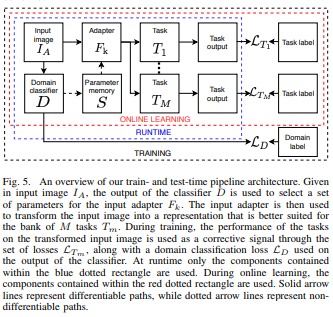 Input
image
I_A
Adapter
F_k
Task
T_1
Task
output
L_{T_1}
Task label
Domain
classifier
D
Parameter
memory
S
Task
T_M
Task
output
L_{T_M}
Task label
ONLINE LEARNING
RUNTIME
L_D
Domain
label
TRAINING
Fig. 5. An overview of our train- and test-time pipeline architecture. Given
in input image I_A, the output of the classifier D is used to select a set
of parameters for the input adapter F_k. The input adapter is then used
to transform the input image into a representation that is better suited for
the bank of M tasks T_m. During training, the performance of the tasks
on the transformed input image is used as a corrective signal through the
set of losses L_{T_m}, along with a domain classification loss L_D used on
the output of the classifier. At runtime only the components contained
within the blue dotted rectangle are used. During online learning, the
components contained within the red dotted rectangle are used. Solid arrow
lines represent differentiable paths, while dotted arrow lines represent non-
differentiable paths.